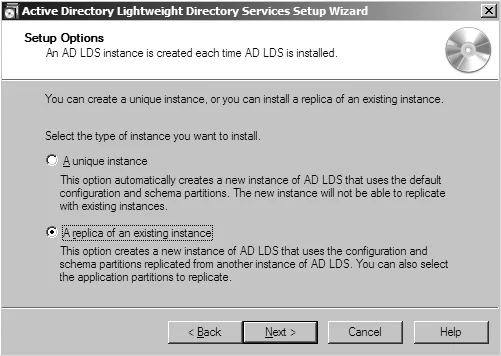 Active Directory Lightweight Directory Services Setup Wizard
Setup Options
An AD LDS instance is created each time AD LDS is installed.
You can create a unique instance, or you can install a replica of an existing instance.
Select the type of instance you want to install.
A unique instance
This option automatically creates a new instance of AD LDS that uses the default
configuration and schema partitions. The new instance will not be able to replicate
with existing instances.
A replica of an existing instance
This option creates a new instance of AD LDS that uses the configuration and
schema partitions replicated from another instance of AD LDS. You can also select
the application partitions to replicate.
< Back Next > Cancel Help